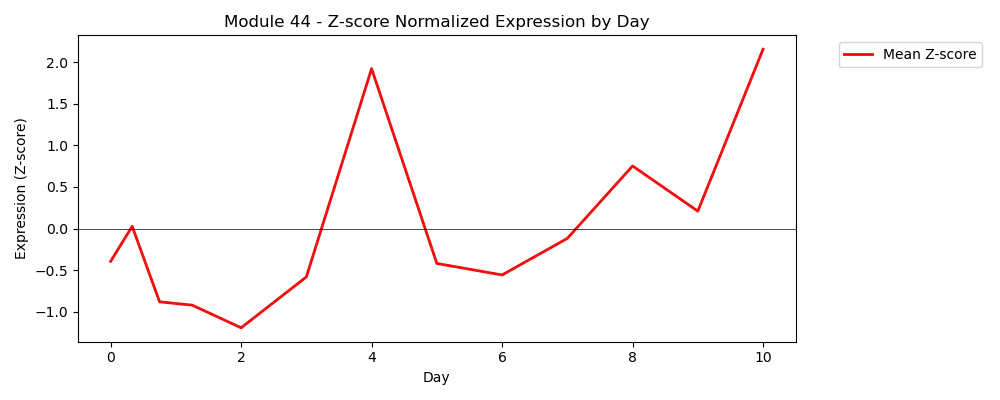 Module 44 - Z-score Normalized Expression by Day
Mean Z-score
Expression (Z-score)
2.0
1.5
1.0
0.5
0.0
−0.5
−1.0
0 2 4 6 8 10
Day